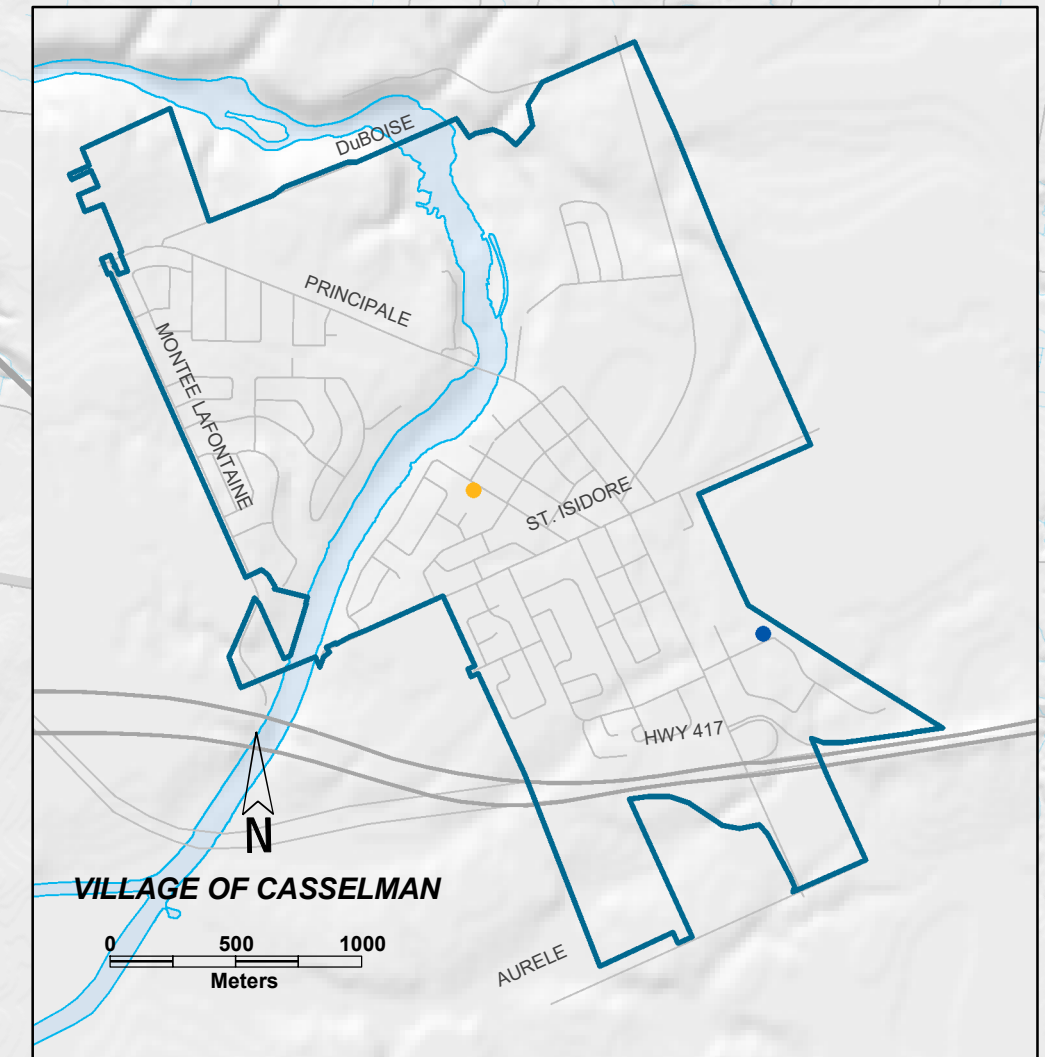 DuBOISE
PRINCIPALE
MONTEE LAFONTAINE
ST. ISIDORE
HWY 417
N
VILLAGE OF CASSELMAN
0 500 1000
Meters
AURELE